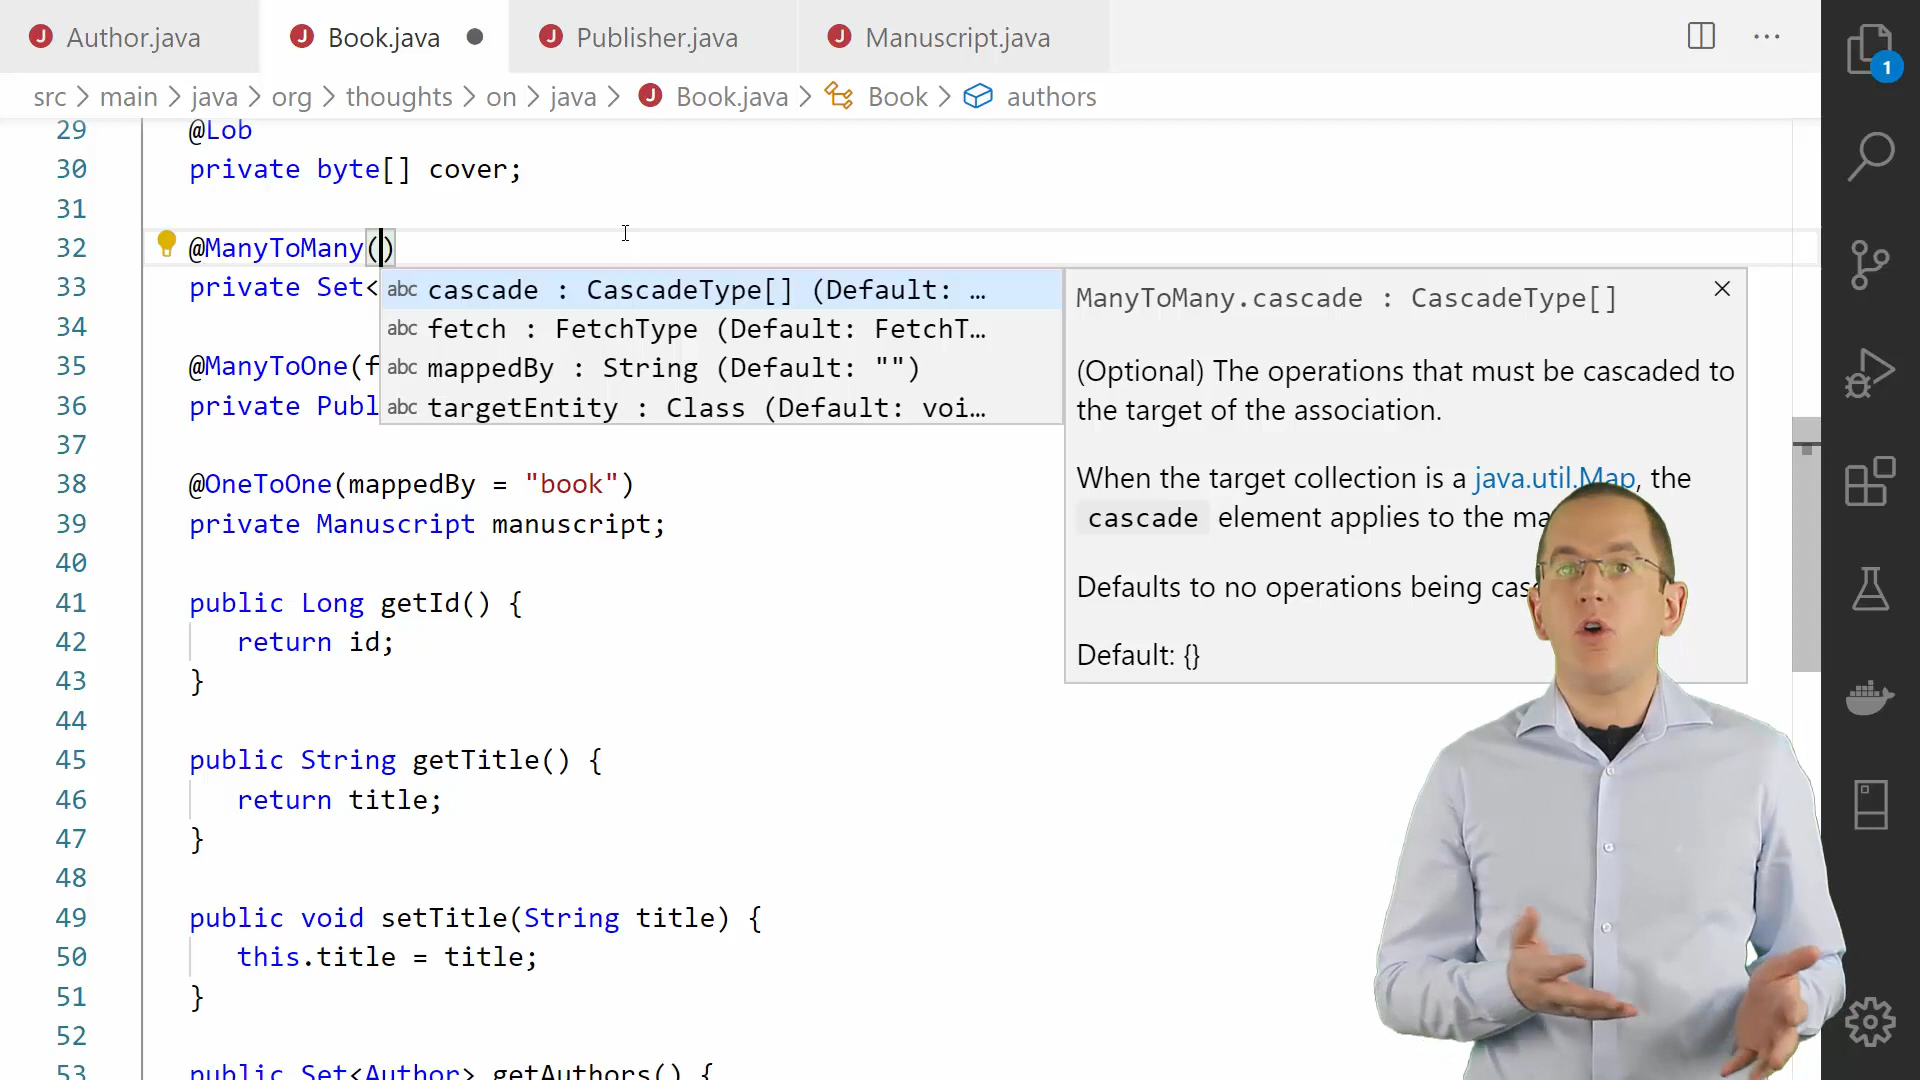 Author.java
Book.java
Publisher.java
Manuscript.java
src > main > java > org > thoughts > on > java > Book.java > Book > authors
1
29 @Lob
30 private byte[] cover;
31
32 @ManyToMany()
33 private Set<
34
35 @ManyToOne(f
36 private Publ
37
38 @OneToOne(mappedBy = "book")
39 private Manuscript manuscript;
40
41 public Long getId() {
42 return id;
43 }
44
45 public String getTitle() {
46 return title;
47 }
48
49 public void setTitle(String title) {
50 this.title = title;
51 }
52
53 public Set<Author> getAuthors() {
abc cascade : CascadeType[] (Default: …
abc fetch : FetchType (Default: FetchT…
abc mappedBy : String (Default: "")
abc targetEntity : Class (Default: voi…
ManyToMany.cascade : CascadeType[]
(Optional) The operations that must be cascaded to
the target of the association.
When the target collection is a java.util.Map, the
cascade element applies to the
Defaults to no operations being
Default: {}